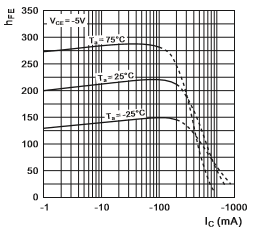 hFE
350
VCE = -5V
Ta = 75°C
300
250
Ta = 25°C
200
150
Ta = -25°C
100
50
0
-1
-10
-100
-1000
IC (mA)